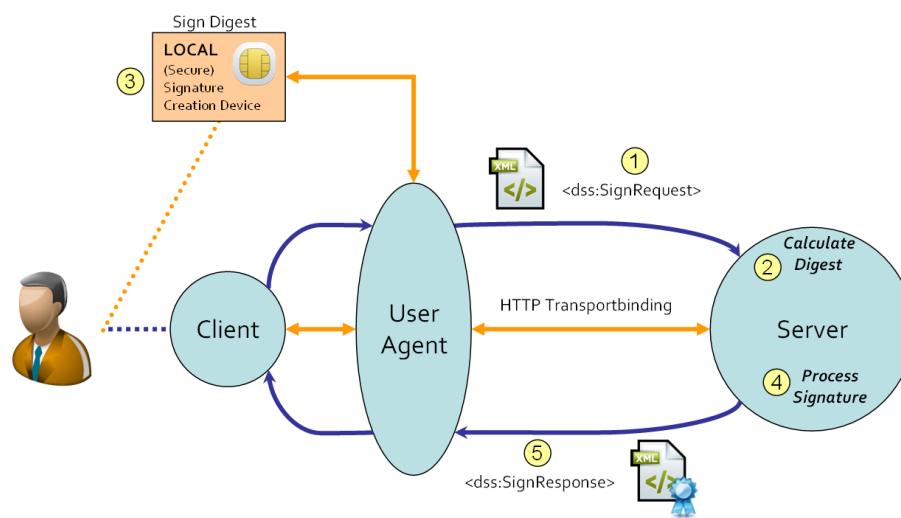 Sign Digest
LOCAL
(Secure)
Signature
Creation Device
3
XML
</>
1
<dss:SignRequest>
Calculate
Digest
2
Client
User
Agent
HTTP Transportbinding
Server
4
Process
Signature
5
<dss:SignResponse>
XML
</>